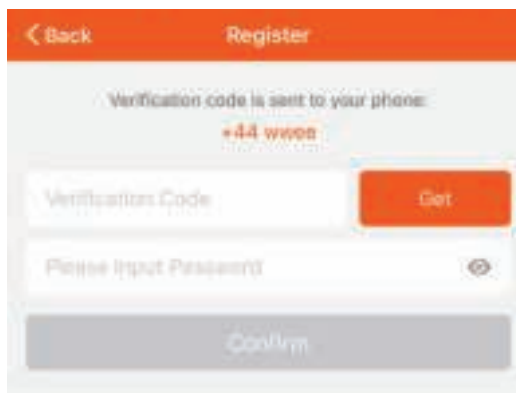 Back
Register
Verification code is sent to your phone:
+44 wwee
Verification Code
Get
Please Input Password
Confirm